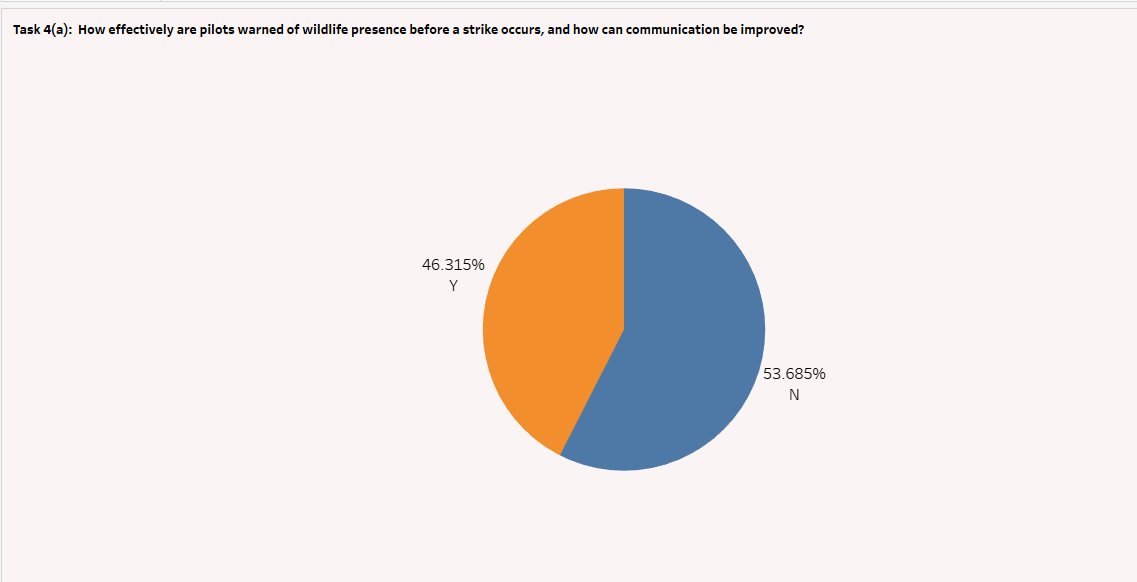 Task 4(a): How effectively are pilots warned of wildlife presence before a strike occurs, and how can communication be improved?
46.315%
Y
53.685%
N